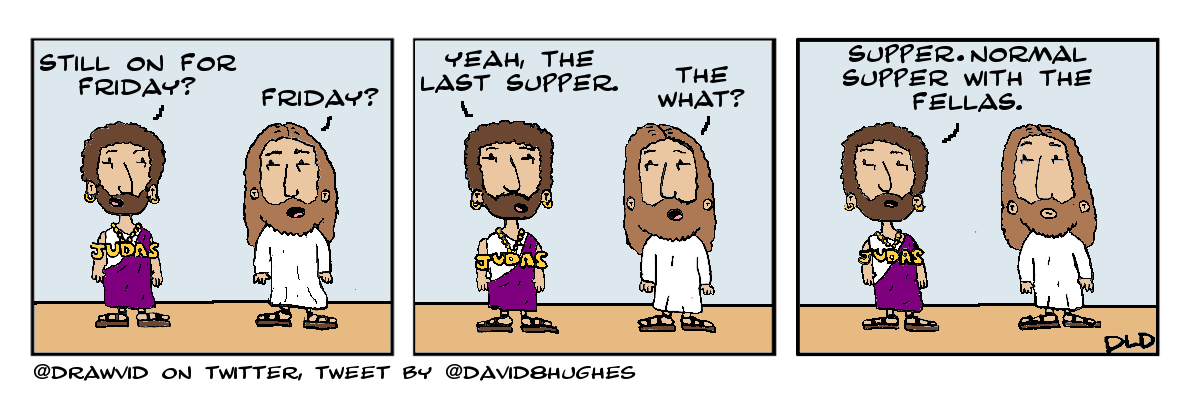 STILL ON FOR
FRIDAY?
FRIDAY?
JUDAS
YEAH, THE
LAST SUPPER.
THE
WHAT?
JUDAS
SUPPER. NORMAL
SUPPER WITH THE
FELLAS.
JUDAS
DLD
@DRAWVID ON TWITTER, TWEET BY @DAVID8HUGHES